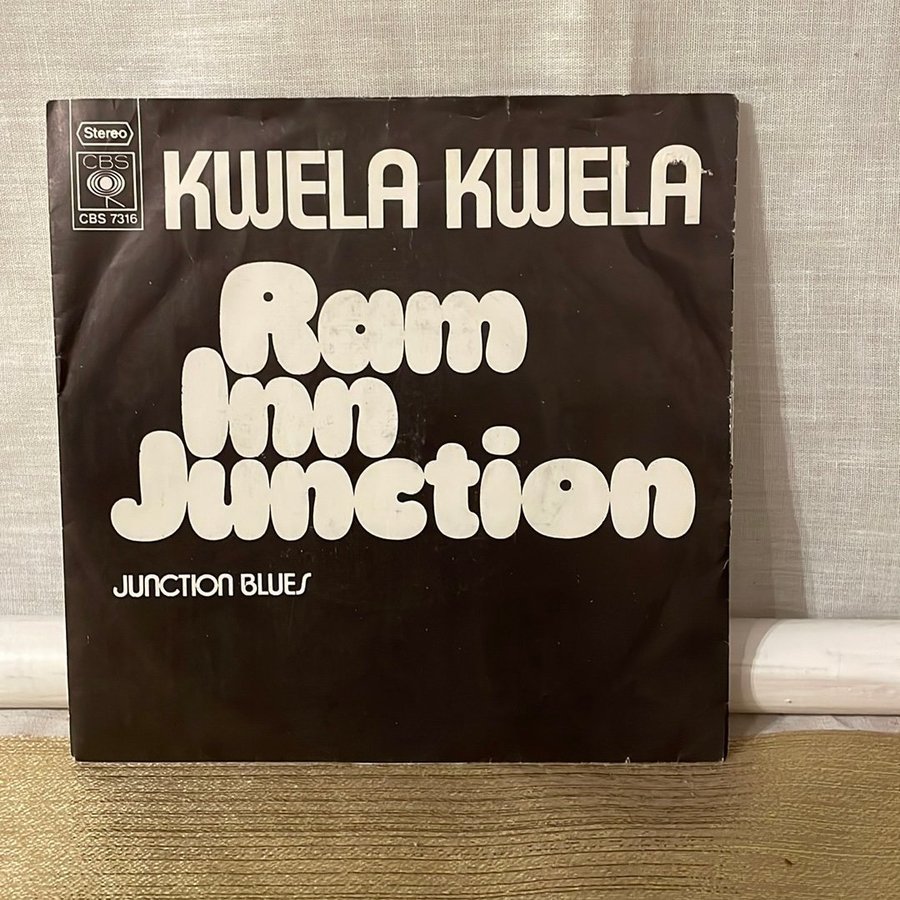 Stereo
CBS
CBS 7316
KWELA KWELA
Ram
Inn
Junction
JUNCTION BLUES